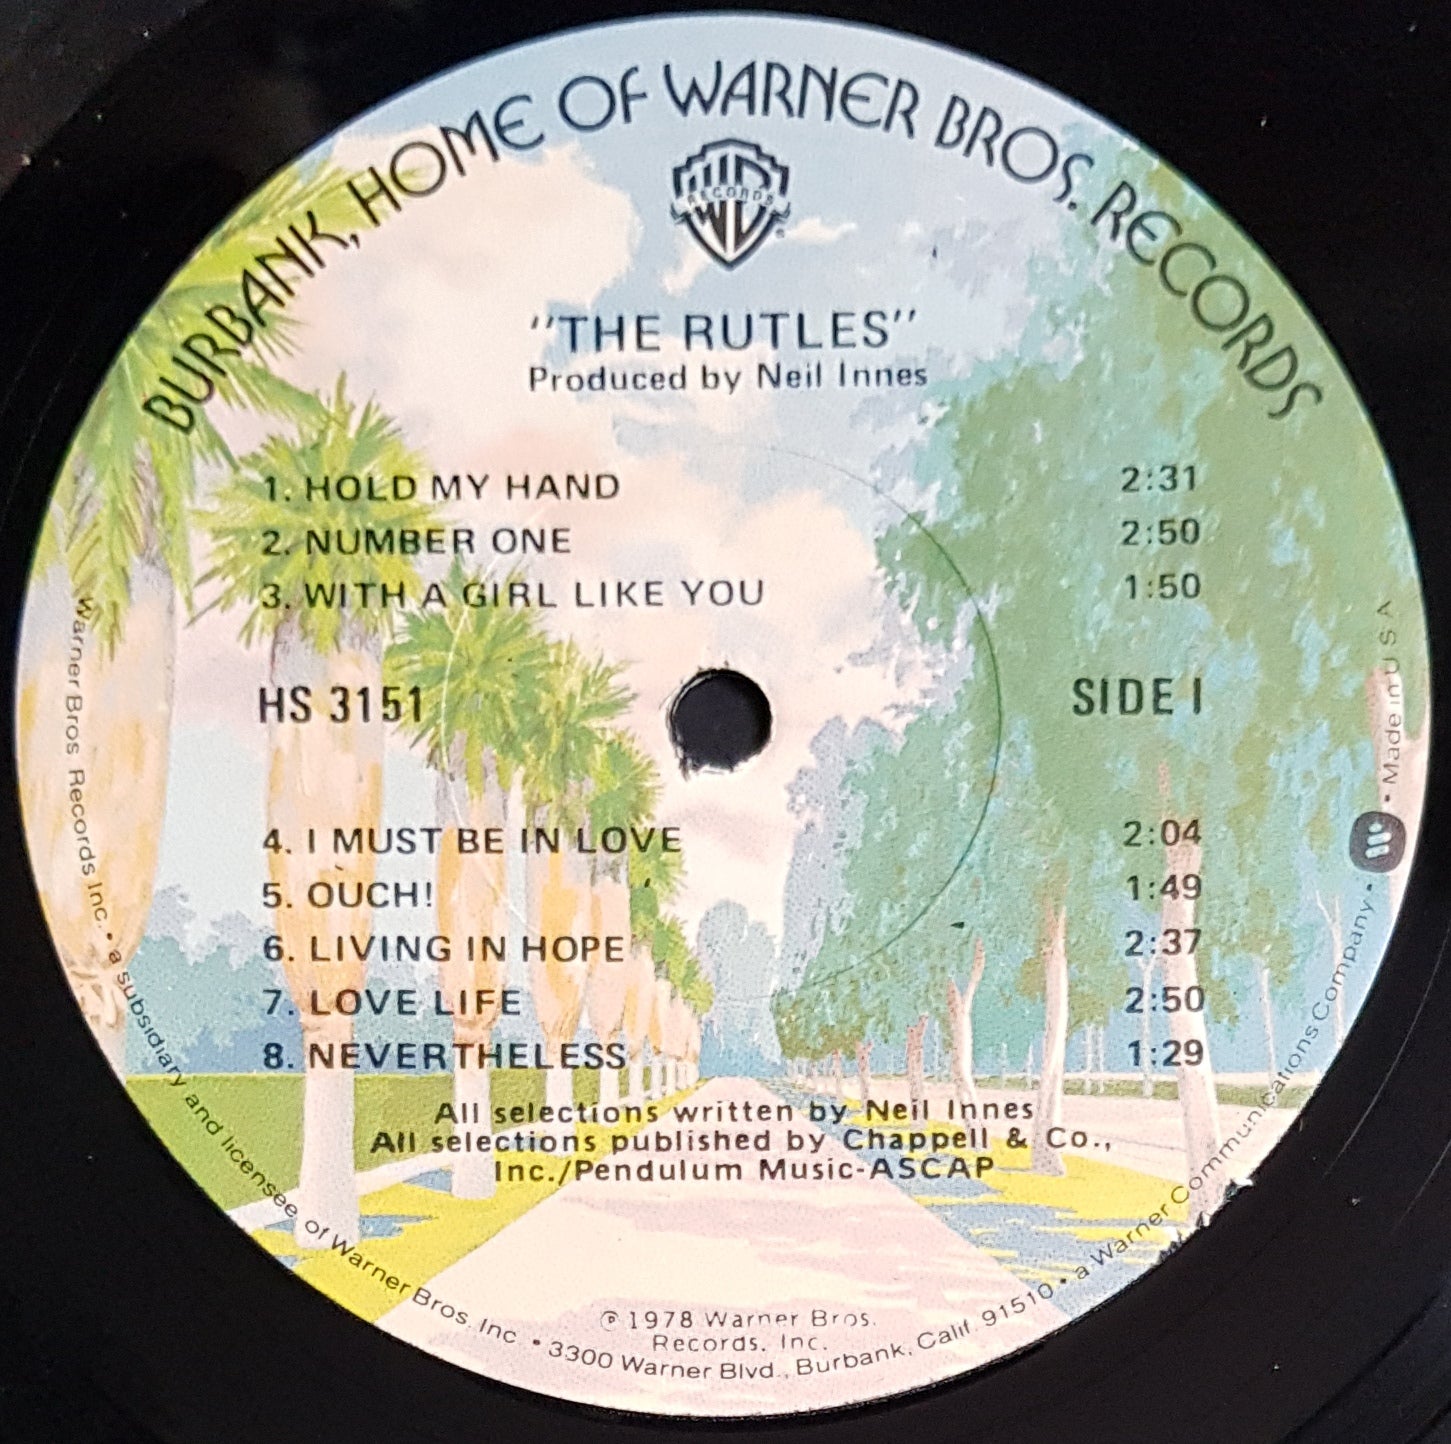 BURBANK, HOME OF WARNER BROS. RECORDS
WB
RECORDS
"THE RUTLES"
Produced by Neil Innes
1. HOLD MY HAND 2:31
2. NUMBER ONE 2:50
3. WITH A GIRL LIKE YOU 1:50
HS 3151 SIDE I
4. I MUST BE IN LOVE 2:04
5. OUCH! 1:49
6. LIVING IN HOPE 2:37
7. LOVE LIFE 2:50
8. NEVERTHELESS 1:29
All selections written by Neil Innes
All selections published by Chappell & Co.,
Inc./Pendulum Music-ASCAP
℗ 1978 Warner Bros.
Records, Inc.
Warner Bros. Records Inc. • a subsidiary and licensee of Warner Bros. Inc. • 3300 Warner Blvd., Burbank, Calif. 91510 • a Warner Communications Company • W • Made in U S A